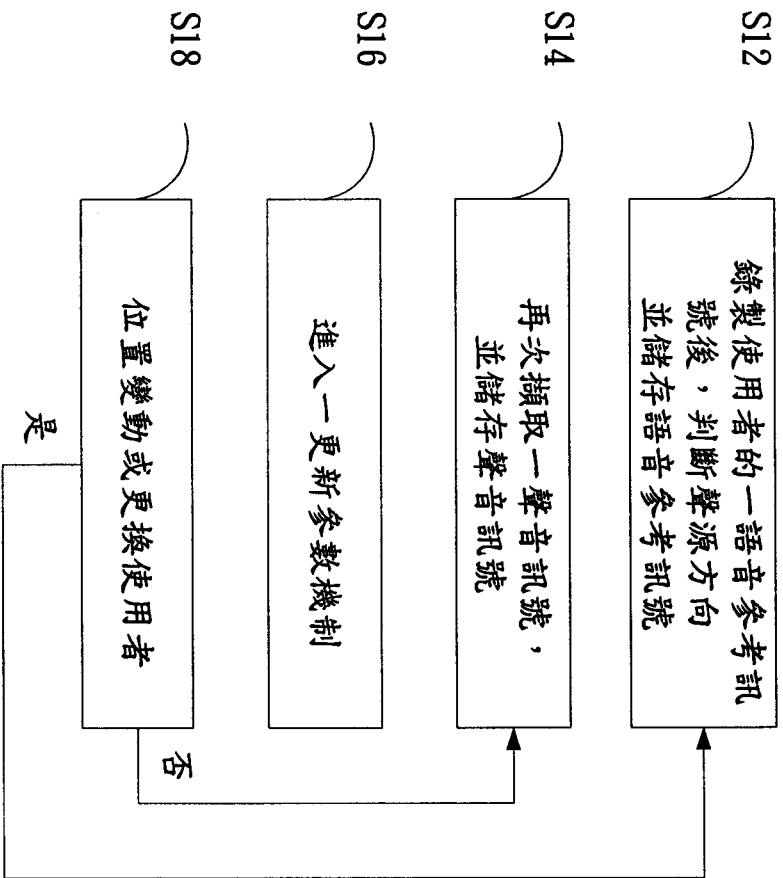 S12
錄製使用者的一語音參考訊
號後，判斷聲源方向
並儲存語音參考訊號
S14
再次擷取一聲音訊號，
並儲存聲音訊號
S16
進入一更新參數機制
S18
位置變動或更換使用者
否
是